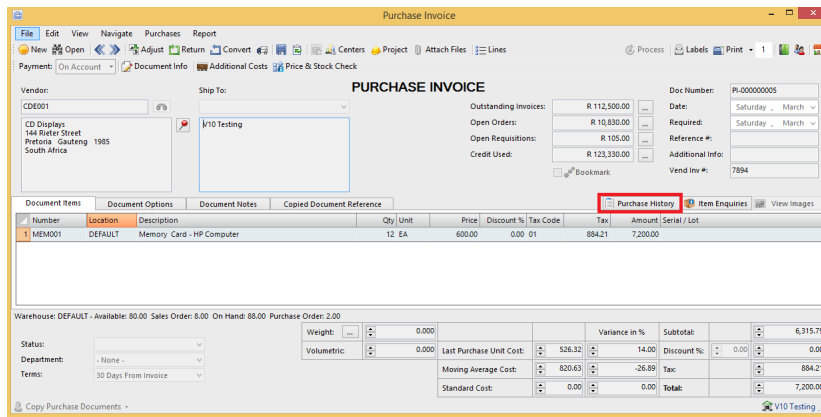 Purchase Invoice
File Edit View Navigate Purchases Report
New Open Adjust Return Convert Centers Project Attach Files Lines Process Labels Print 1
Payment: On Account Document Info Additional Costs Price & Stock Check
Vendor: Ship To: PURCHASE INVOICE Doc Number: PI-000000005
CDE001 Outstanding Invoices: R 112,500.00 ... Date: Saturday , March
CD Displays V10 Testing Open Orders: R 10,830.00 ... Required: Saturday , March
144 Rieter Street
Pretoria Gauteng 1985 Open Requisitions: R 105.00 ... Reference #:
South Africa Credit Used: R 123,330.00 ... Additional Info:
Bookmark Vend Inv #: 7894
Document Items Document Options Document Notes Copied Document Reference Purchase History Item Enquiries View Images
Number Location Description Qty Unit Price Discount % Tax Code Tax Amount Serial / Lot
1 MEM001 DEFAULT Memory Card - HP Computer 12 EA 600.00 0.00 01 884.21 7,200.00
Warehouse: DEFAULT - Available: 80.00 Sales Order: 8.00 On Hand: 88.00 Purchase Order: 2.00
Weight: ... 0.000 Variance in % Subtotal: 6,315.79
Status: Volumetric: 0.000 Last Purchase Unit Cost: 526.32 14.00 Discount %: 0.00 0.00
Department: - None - Moving Average Cost: 820.63 -26.89 Tax: 884.21
Terms: 30 Days From Invoice Standard Cost: 0.00 0.00 Total: 7,200.00
Copy Purchase Documents V10 Testing